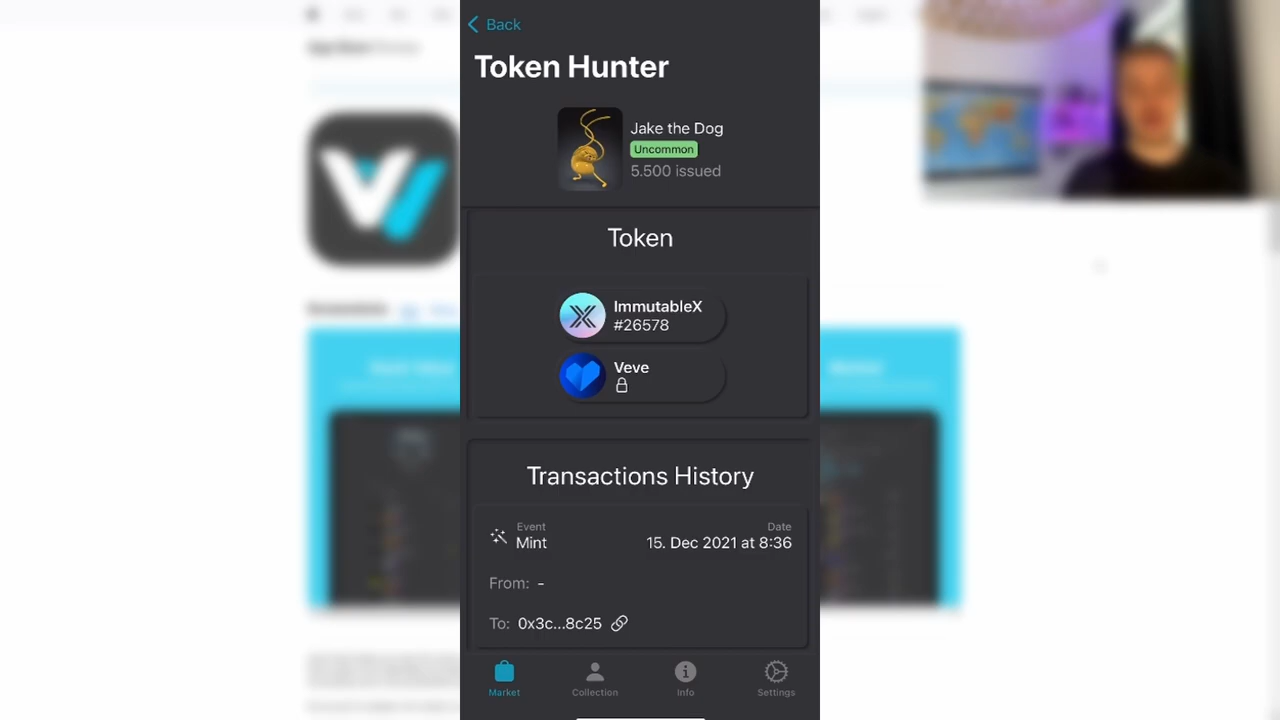 Back
Token Hunter
Jake the Dog
Uncommon
5.500 issued
Token
ImmutableX
#26578
Veve
Transactions History
Event
Date
Mint
15. Dec 2021 at 8:36
From: -
To: 0x3c...8c25
Market
Collection
Info
Settings